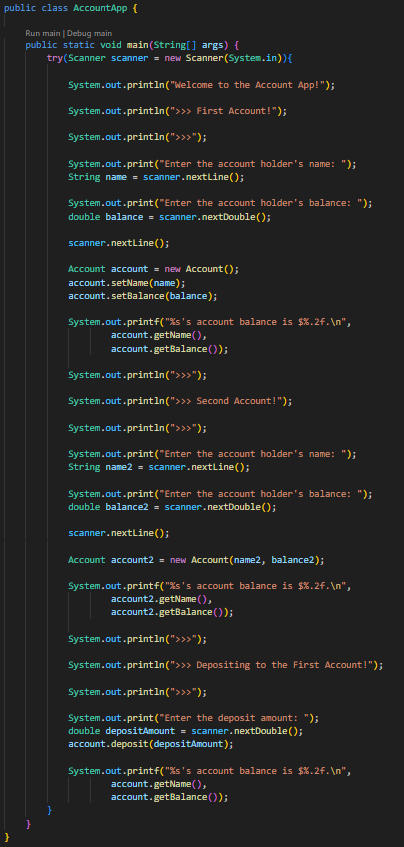 public class AccountApp {
Run main | Debug main
public static void main(String[] args) {
try(Scanner scanner = new Scanner(System.in)){
System.out.println("Welcome to the Account App!");
System.out.println(">>> First Account!");
System.out.println(">>>");
System.out.print("Enter the account holder's name: ");
String name = scanner.nextLine();
System.out.print("Enter the account holder's balance: ");
double balance = scanner.nextDouble();
scanner.nextLine();
Account account = new Account();
account.setName(name);
account.setBalance(balance);
System.out.printf("%s's account balance is $%.2f.\n",
account.getName(),
account.getBalance());
System.out.println(">>>");
System.out.println(">>> Second Account!");
System.out.println(">>>");
System.out.print("Enter the account holder's name: ");
String name2 = scanner.nextLine();
System.out.print("Enter the account holder's balance: ");
double balance2 = scanner.nextDouble();
scanner.nextLine();
Account account2 = new Account(name2, balance2);
System.out.printf("%s's account balance is $%.2f.\n",
account2.getName(),
account2.getBalance());
System.out.println(">>>");
System.out.println(">>> Depositing to the First Account!");
System.out.println(">>>");
System.out.print("Enter the deposit amount: ");
double depositAmount = scanner.nextDouble();
account.deposit(depositAmount);
System.out.printf("%s's account balance is $%.2f.\n",
account.getName(),
account.getBalance());
}
}
}